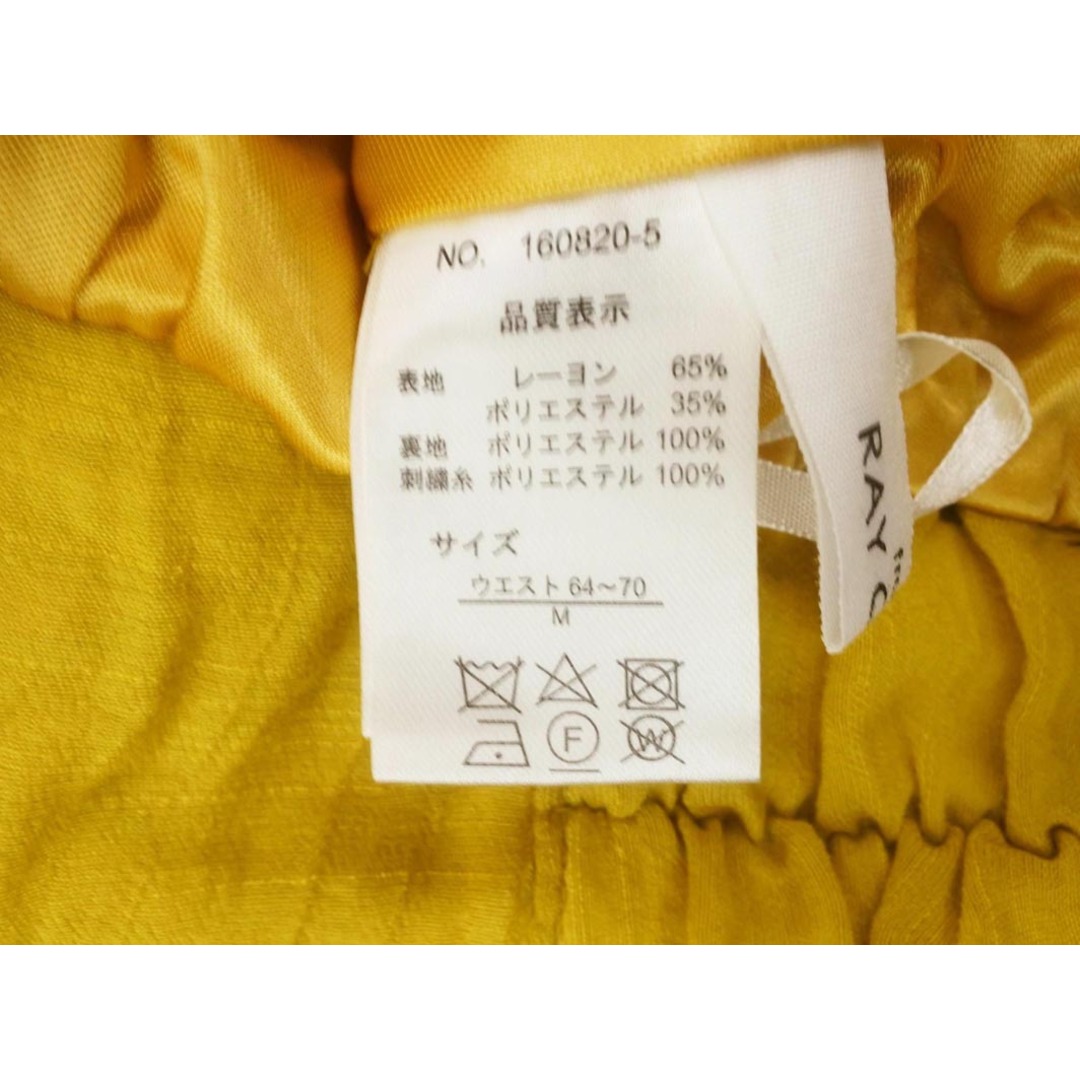 NO. 160820-5
品質表示
表地 レーヨン 65%
ポリエステル 35%
裏地 ポリエステル 100%
刺繍糸 ポリエステル 100%
サイズ
ウエスト 64～70
M
F
W
RAY